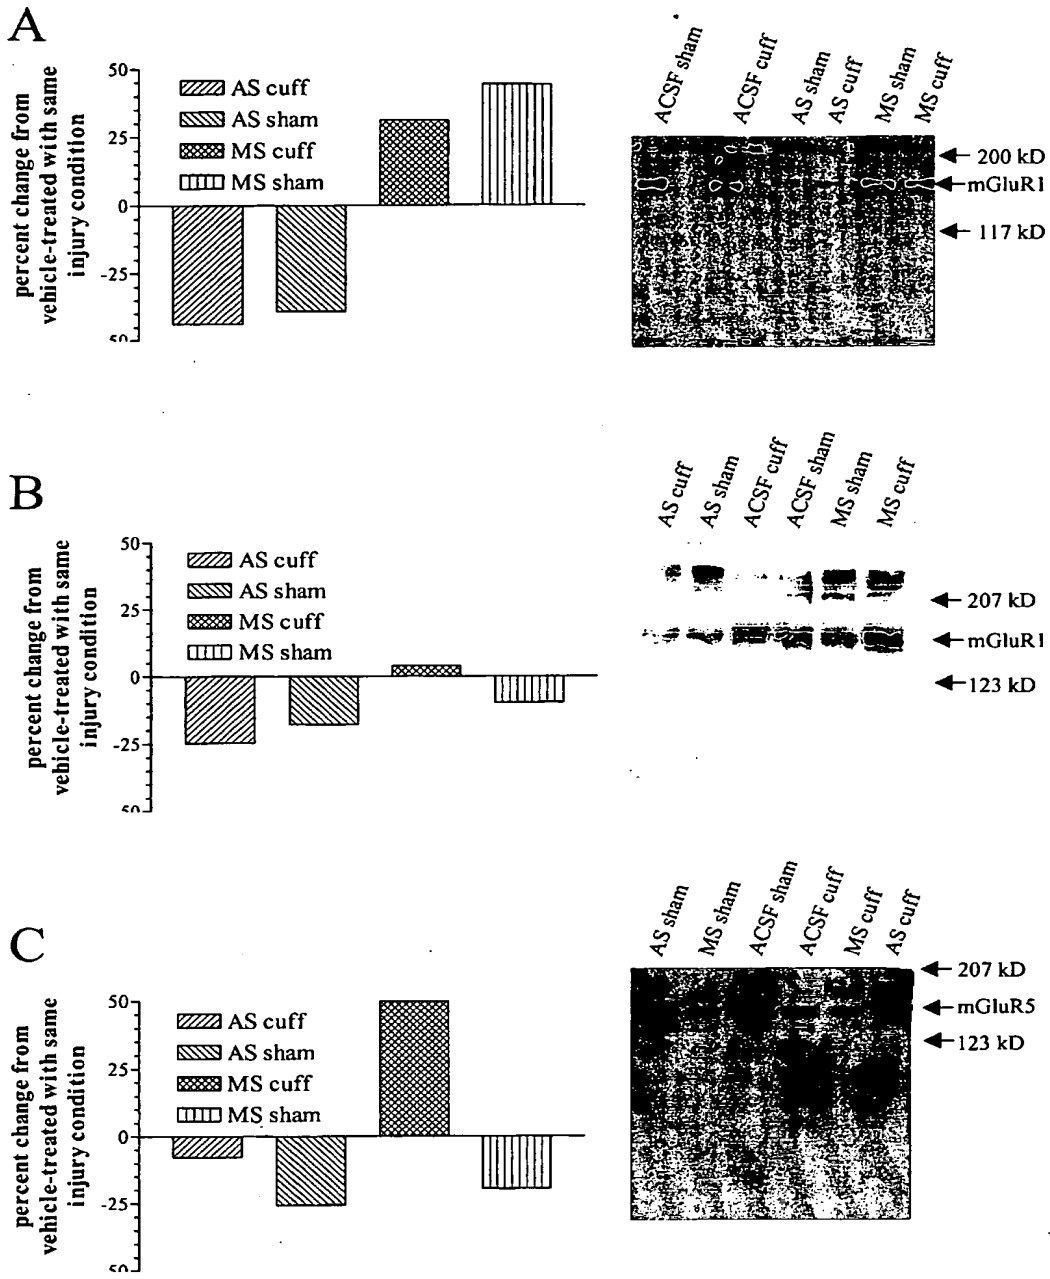 A
percent change from
vehicle-treated with same
injury condition
50
25
0
-25
50
AS cuff
AS sham
MS cuff
MS sham
ACSF sham
ACSF cuff
AS sham
AS cuff
MS sham
MS cuff
200 kD
mGluR1
117 kD
B
percent change from
vehicle-treated with same
injury condition
50
25
0
-25
50
AS cuff
AS sham
MS cuff
MS sham
AS cuff
AS sham
ACSF cuff
ACSF sham
MS sham
MS cuff
207 kD
mGluR1
123 kD
C
percent change from
vehicle-treated with same
injury condition
50
25
0
-25
50
AS cuff
AS sham
MS cuff
MS sham
AS sham
MS sham
ACSF sham
ACSF cuff
MS cuff
AS cuff
207 kD
mGluR5
123 kD